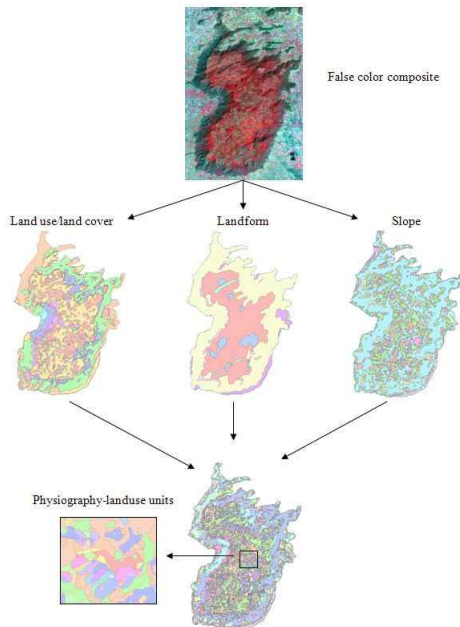 False color composite
Land use/land cover
Landform
Slope
Physiography-landuse units